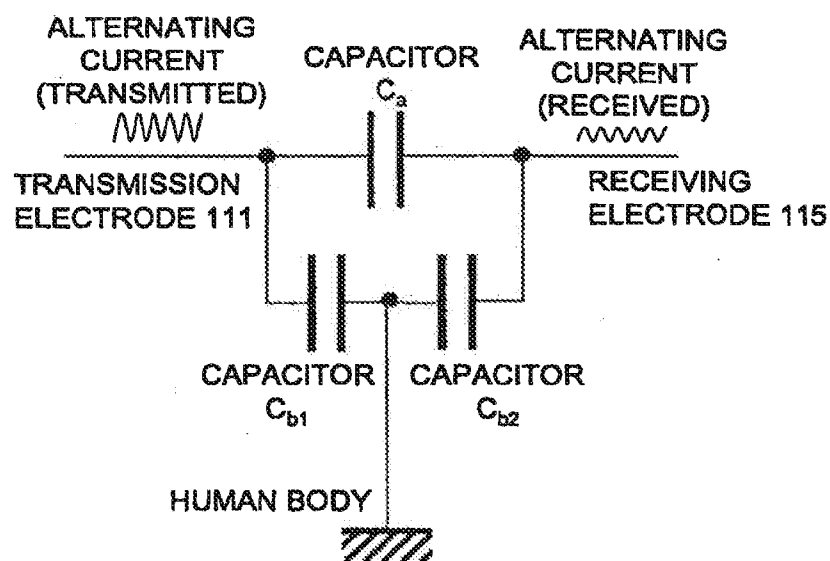 ALTERNATING
CURRENT
(TRANSMITTED)
CAPACITOR
Ca
ALTERNATING
CURRENT
(RECEIVED)
TRANSMISSION
ELECTRODE 111
RECEIVING
ELECTRODE 115
CAPACITOR
Cb1
CAPACITOR
Cb2
HUMAN BODY